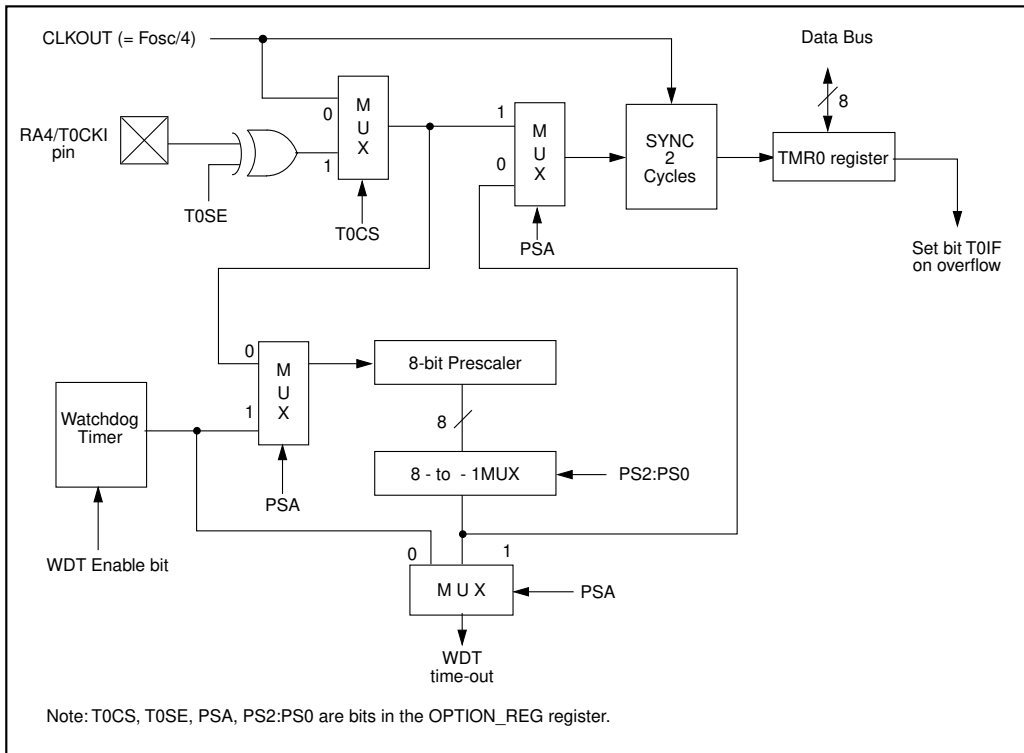 CLKOUT (= Fosc/4)
Data Bus
8
RA4/T0CKI
pin
T0SE
0
1
M
U
X
T0CS
1
0
M
U
X
PSA
SYNC
2
Cycles
TMR0 register
Set bit T0IF
on overflow
0
1
M
U
X
PSA
8-bit Prescaler
8
8 - to - 1MUX
PS2:PS0
Watchdog
Timer
WDT Enable bit
0
1
M U X
PSA
WDT
time-out
Note: T0CS, T0SE, PSA, PS2:PS0 are bits in the OPTION_REG register.